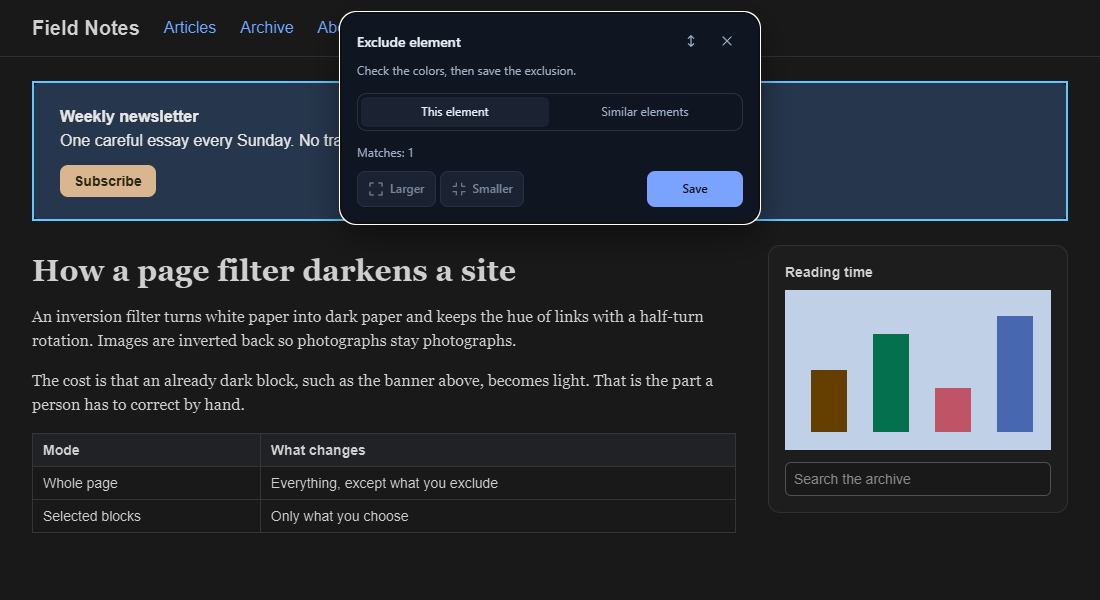 Field Notes Articles Archive
Exclude element
Check the colors, then save the exclusion.
This element Similar elements
Matches: 1
Larger Smaller Save
Weekly newsletter
One careful essay every Sunday. No
Subscribe
How a page filter darkens a site
An inversion filter turns white paper into dark paper and keeps the hue of links with a half-turn
rotation. Images are inverted back so photographs stay photographs.
The cost is that an already dark block, such as the banner above, becomes light. That is the part a
person has to correct by hand.
Mode What changes
Whole page Everything, except what you exclude
Selected blocks Only what you choose
Reading time
Search the archive